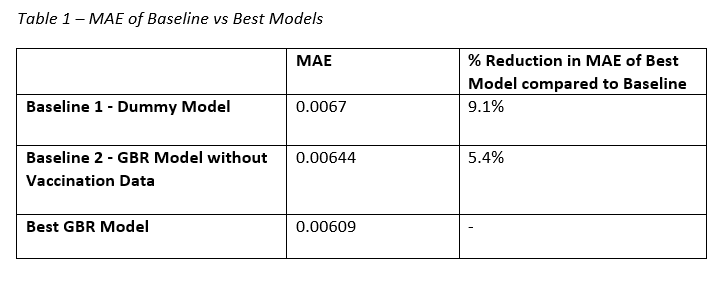 Table 1 – MAE of Baseline vs Best Models
MAE
% Reduction in MAE of Best
Model compared to Baseline
Baseline 1 - Dummy Model
0.0067
9.1%
Baseline 2 - GBR Model without
Vaccination Data
0.00644
5.4%
Best GBR Model
0.00609
-